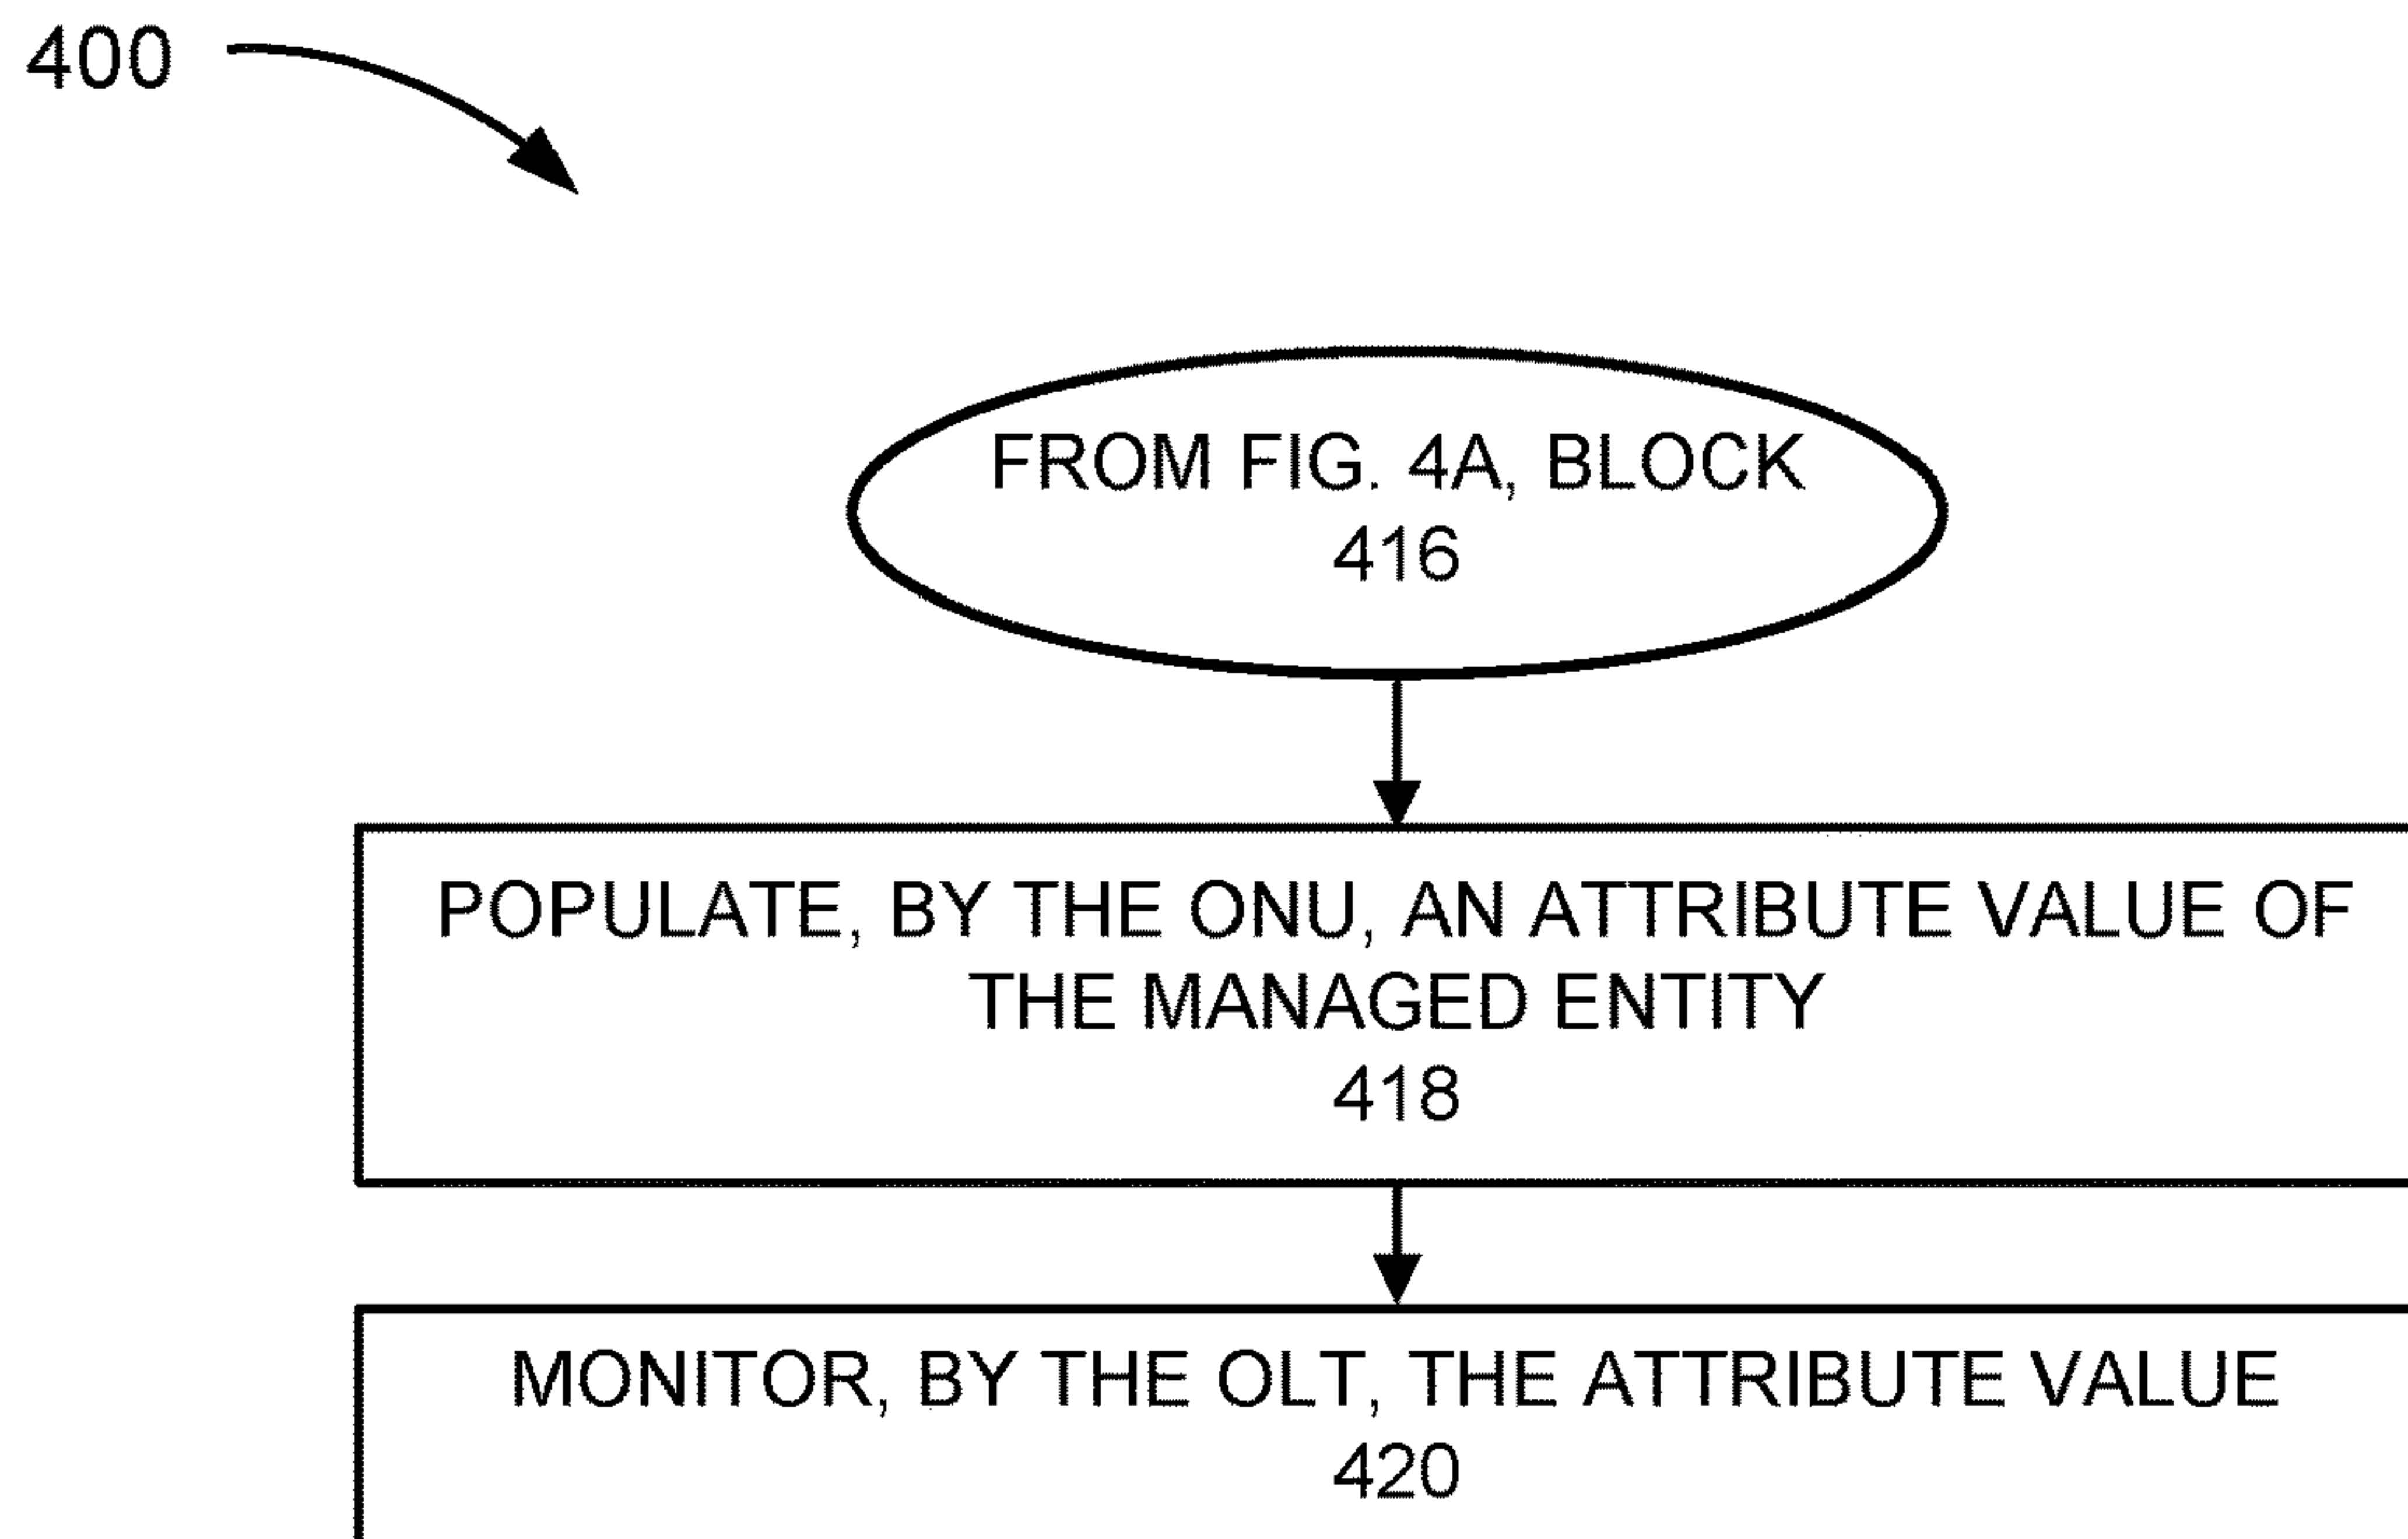 400
FROM FIG. 4A, BLOCK
416
POPULATE, BY THE ONU, AN ATTRIBUTE VALUE OF
THE MANAGED ENTITY
418
MONITOR, BY THE OLT, THE ATTRIBUTE VALUE
420